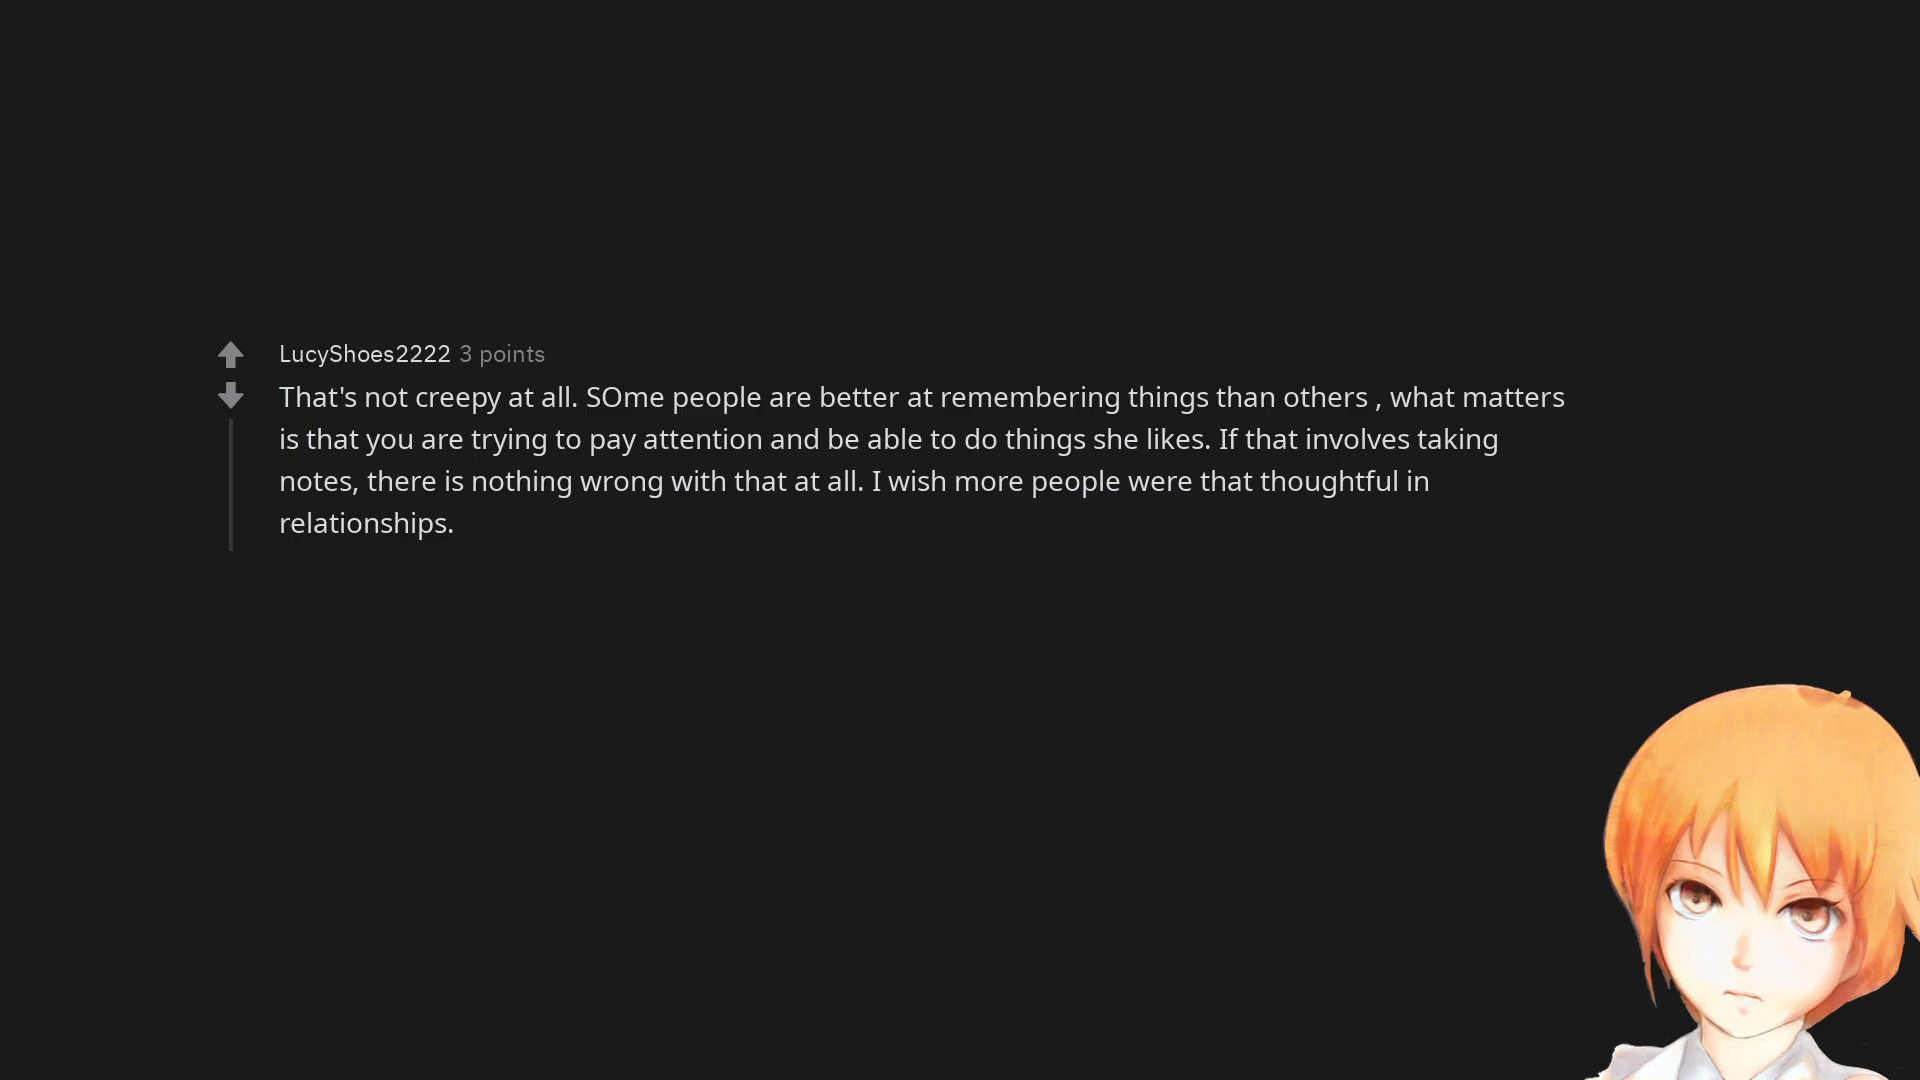 LucyShoes2222 3 points
That's not creepy at all. SOme people are better at remembering things than others , what matters
is that you are trying to pay attention and be able to do things she likes. If that involves taking
notes, there is nothing wrong with that at all. I wish more people were that thoughtful in
relationships.